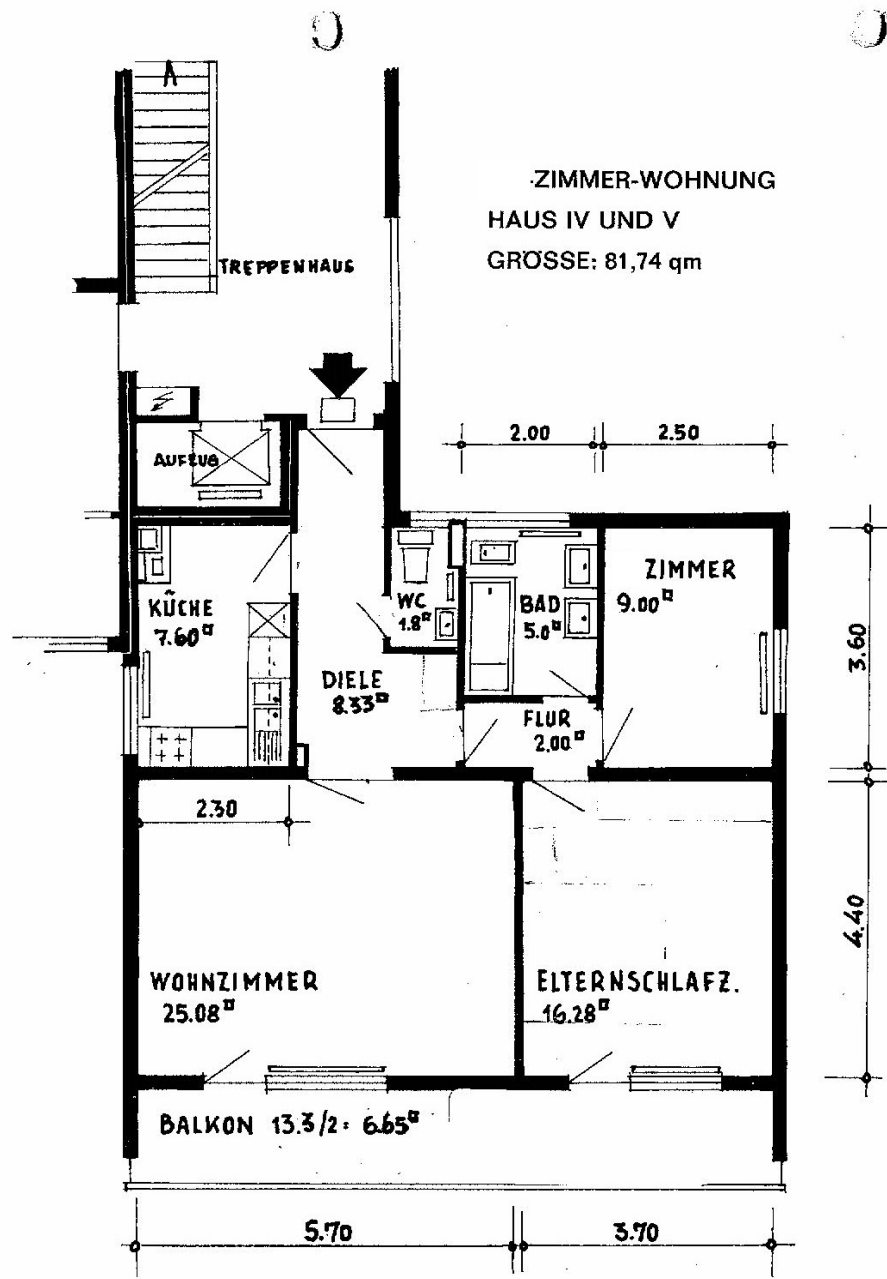 -ZIMMER-WOHNUNG
HAUS IV UND V
GRÖSSE: 81,74 qm
TREPPENHAUS
AUFZUG
2.00
2.50
KÜCHE
7.60
WC
1.8
BAD
5.0
ZIMMER
9.00
3.60
DIELE
8.33
FLUR
2.00
2.30
4.40
WOHNZIMMER
25.08
ELTERNSCHLAFZ.
16.28
BALKON 13.3/2= 6.65
5.70
3.70